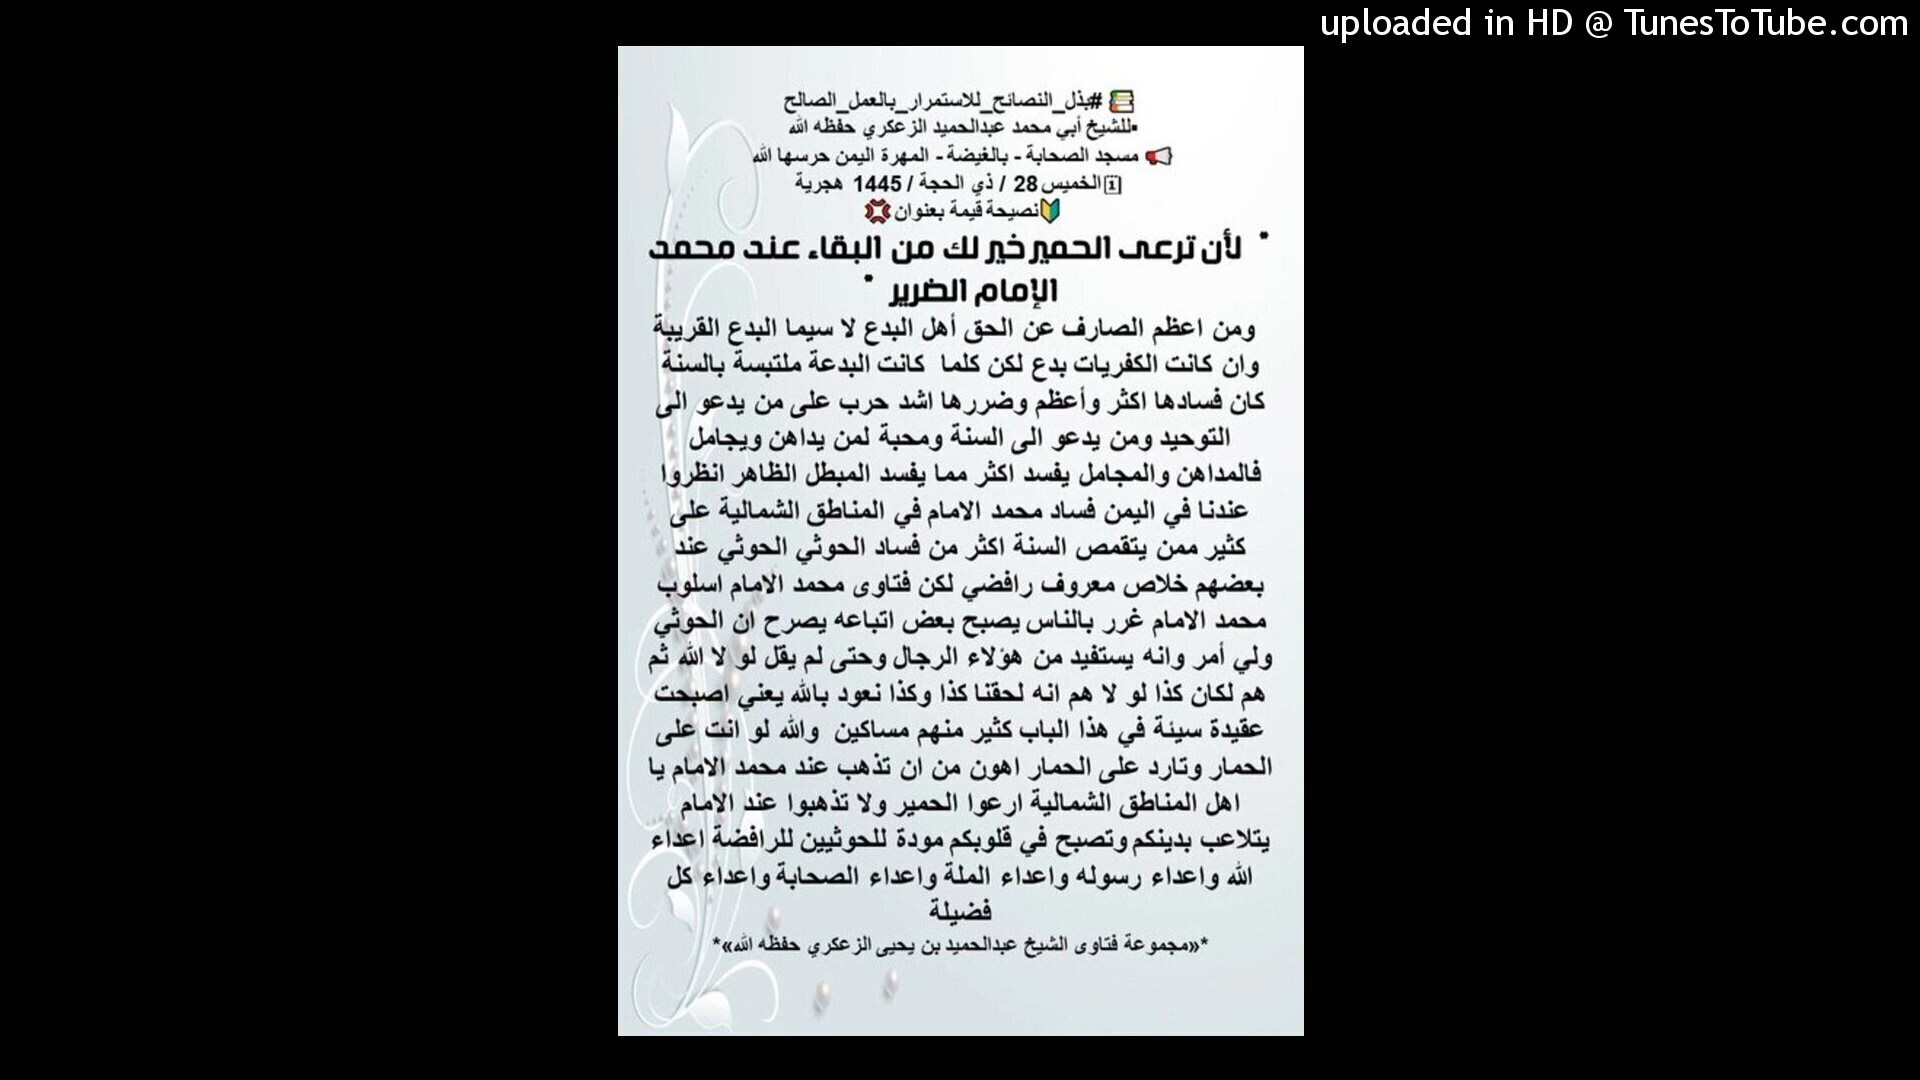 uploaded in HD @ TunesToTube.com
📚 #بذل_النصائح_للاستمرار_بالعمل_الصالح
▪للشيخ أبي محمد عبدالحميد الزعكري حفظه الله
📢 مسجد الصحابة - بالغيضة - المهرة اليمن حرسها الله
🗓الخميس 28 / ذي الحجة / 1445 هجرية
🔰نصيحة قيمة بعنوان 💢
* لأن ترعى الحمير خير لك من البقاء عند محمد
الإمام الضرير *
ومن اعظم الصارف عن الحق أهل البدع لا سيما البدع القريبة
وان كانت الكفريات بدع لكن كلما كانت البدعة ملتبسة بالسنة
كان فسادها اكثر وأعظم وضررها اشد حرب على من يدعو الى
التوحيد ومن يدعو الى السنة ومحبة لمن يداهن ويجامل
فالمداهن والمجامل يفسد اكثر مما يفسد المبطل الظاهر انظروا
عندنا في اليمن فساد محمد الامام في المناطق الشمالية على
كثير ممن يتقمص السنة اكثر من فساد الحوثي الحوثي عند
بعضهم خلاص معروف رافضي لكن فتاوى محمد الامام اسلوب
محمد الامام غرر بالناس يصبح بعض اتباعه يصرح ان الحوثي
ولي أمر وانه يستفيد من هؤلاء الرجال وحتى لم يقل لو لا الله ثم
هم لكان كذا لو لا هم انه لحقنا كذا وكذا نعود بالله يعني اصبحت
عقيدة سيئة في هذا الباب كثير منهم مساكين والله لو انت على
الحمار وتارد على الحمار اهون من ان تذهب عند محمد الامام يا
اهل المناطق الشمالية ارعوا الحمير ولا تذهبوا عند الامام
يتلاعب بدينكم وتصبح في قلوبكم مودة للحوثيين للرافضة اعداء
الله واعداء رسوله واعداء الملة واعداء الصحابة واعداء كل
فضيلة
*«مجموعة فتاوى الشيخ عبدالحميد بن يحيى الزعكري حفظه الله»*